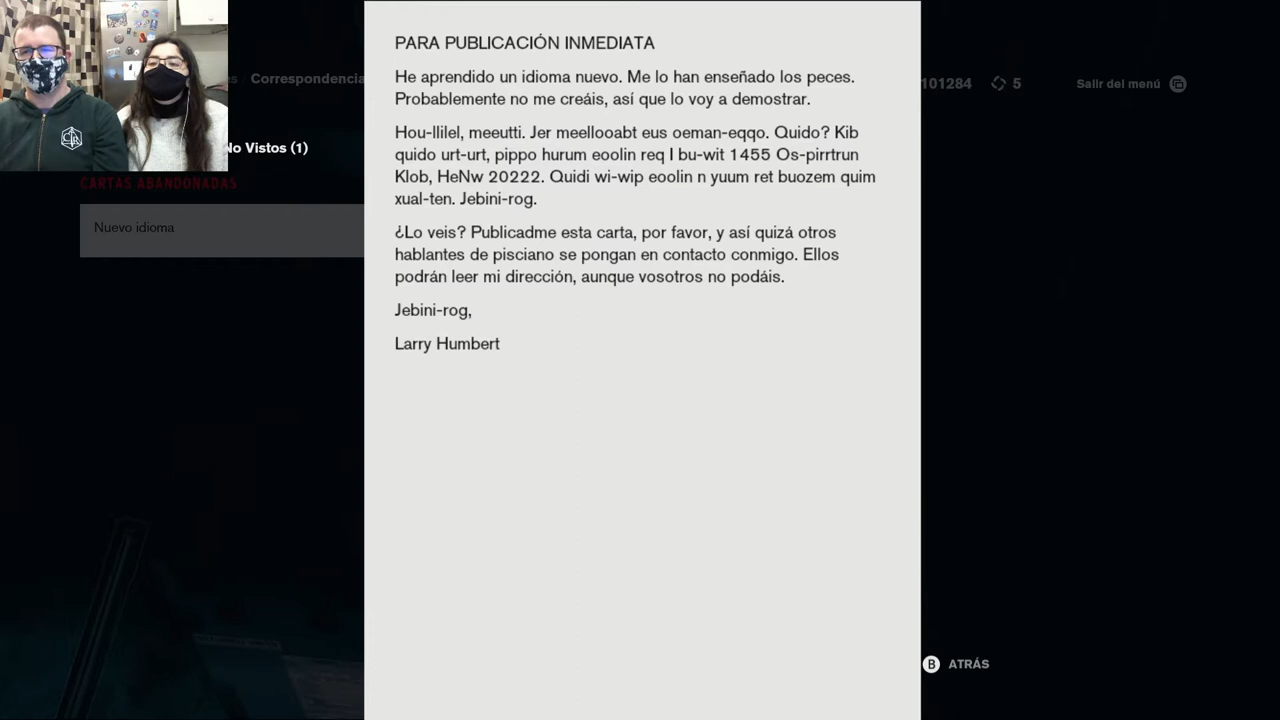 PARA PUBLICACIÓN INMEDIATA
He aprendido un idioma nuevo. Me lo han enseñado los peces.
Probablemente no me creáis, así que lo voy a demostrar.
Hou-llilel, meeutti. Jer meellooabt eus oeman-eqqo. Quido? Kib
quido urt-urt, pippo hurum eoolin req I bu-wit 1455 Os-pirrtrun
Klob, HeNw 20222. Quidi wi-wip eoolin n yuum ret buozem quim
xual-ten. Jebini-rog.
¿Lo veis? Publicadme esta carta, por favor, y así quizá otros
hablantes de pisciano se pongan en contacto conmigo. Ellos
podrán leer mi dirección, aunque vosotros no podáis.
Jebini-rog,
Larry Humbert
Correspondencia
101284 5 Salir del menú
No Vistos (1)
CARTAS ABANDONADAS
Nuevo idioma
B ATRÁS